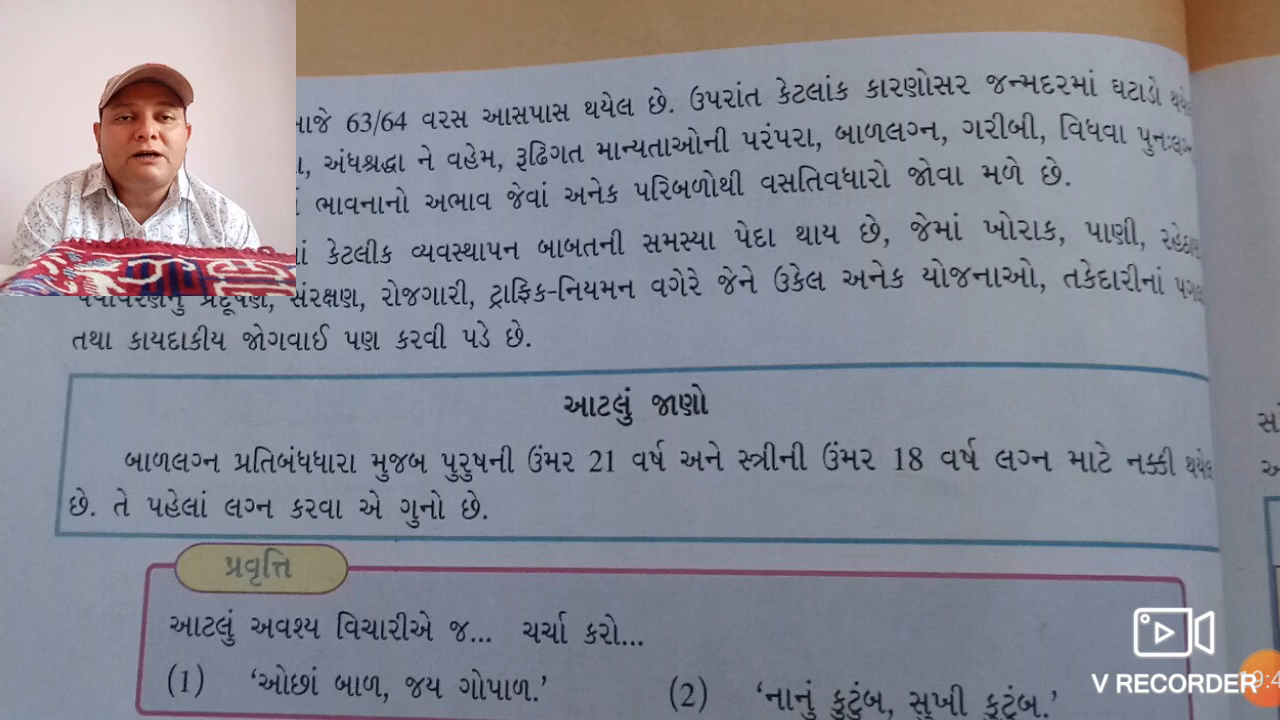 63/64 વરસ આસપાસ થયેલ છે. ઉપરાંત કેટલાંક કારણોસર જન્મદરમાં ઘટાડો
અંધશ્રદ્ધા ને વહેમ, રૂઢિગત માન્યતાઓની પરંપરા, બાળલગ્ન, ગરીબી, વિધવા
ભાવનાનો અભાવ જેવાં અનેક પરિબળોથી વસતિવધારો જોવા મળે છે.
કેટલીક વ્યવસ્થાપન બાબતની સમસ્યા પેદા થાય છે, જેમાં ખોરાક, પાણી,
સંરક્ષણ, રોજગારી, ટ્રાફિક-નિયમન વગેરે જેને ઉકેલ અનેક યોજનાઓ, તકેદારીનાં
તથા કાયદાકીય જોગવાઈ પણ કરવી પડે છે.
આટલું જાણો
બાળલગ્ન પ્રતિબંધધારા મુજબ પુરુષની ઉંમર 21 વર્ષ અને સ્ત્રીની ઉંમર 18 વર્ષ લગ્ન માટે નક્કી
છે. તે પહેલાં લગ્ન કરવા એ ગુનો છે.
પ્રવૃત્તિ
આટલું અવશ્ય વિચારીએ જ... ચર્ચા કરો...
(1) 'ઓછાં બાળ, જય ગોપાળ.' (2) 'નાનું કુટુંબ, સુખી કુટુંબ.'
V RECORDER